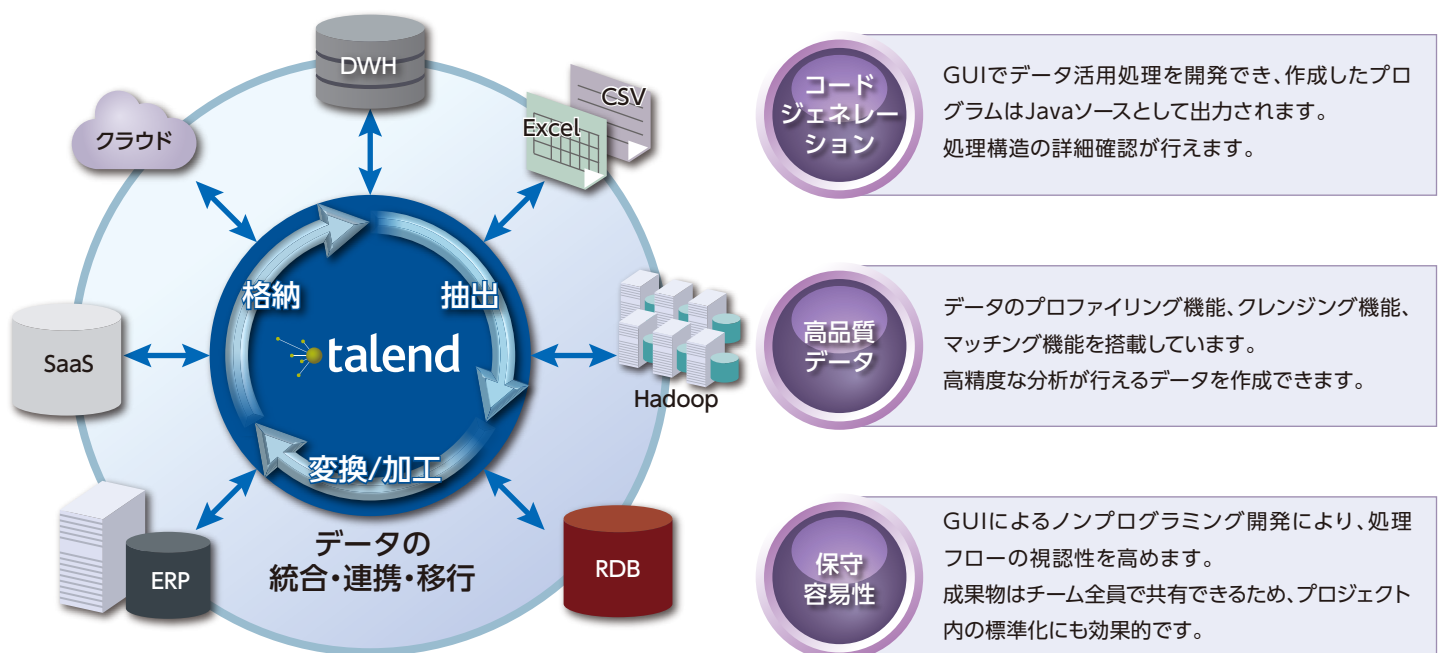 DWH
クラウド
CSV
Excel
格納
抽出
talend
SaaS
Hadoop
変換/加工
データの
統合・連携・移行
ERP
RDB
コード
ジェネレー
ション
GUIでデータ活用処理を開発でき、作成したプロ
グラムはJavaソースとして出力されます。
処理構造の詳細確認が行えます。
高品質
データ
データのプロファイリング機能、クレンジング機能、
マッチング機能を搭載しています。
高精度な分析が行えるデータを作成できます。
保守
容易性
GUIによるノンプログラミング開発により、処理
フローの視認性を高めます。
成果物はチーム全員で共有できるため、プロジェクト
内の標準化にも効果的です。